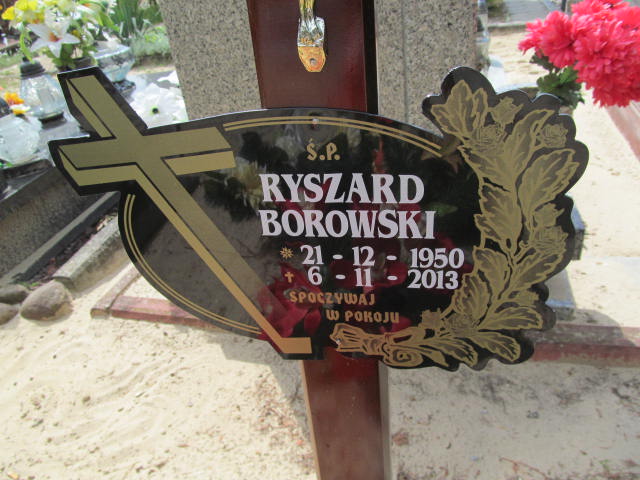 Ś.P.
RYSZARD
BOROWSKI
21 - 12 - 1950
6 - 11 2013
SPOCZYWAJ
W POKOJU